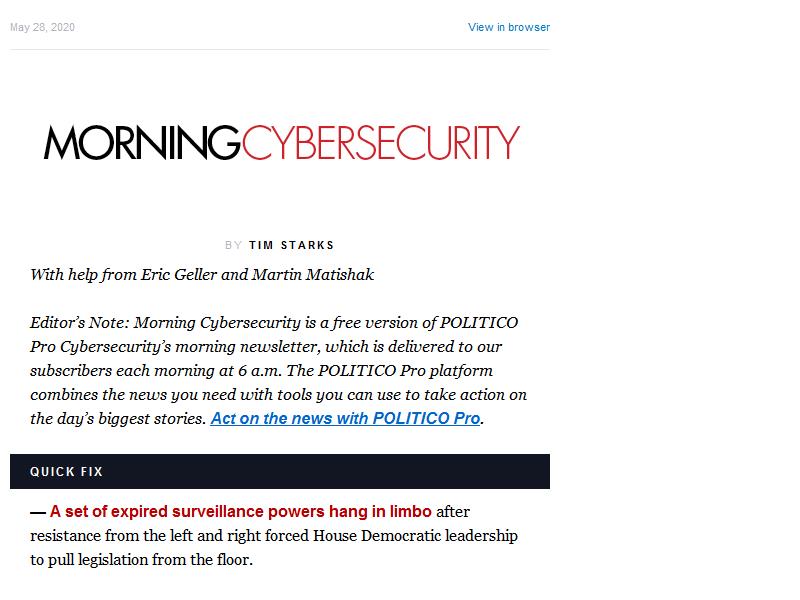 May 28, 2020 View in browser
MORNINGCYBERSECURITY
BY TIM STARKS
With help from Eric Geller and Martin Matishak
Editor’s Note: Morning Cybersecurity is a free version of POLITICO
Pro Cybersecurity’s morning newsletter, which is delivered to our
subscribers each morning at 6 a.m. The POLITICO Pro platform
combines the news you need with tools you can use to take action on
the day’s biggest stories. Act on the news with POLITICO Pro.
QUICK FIX
— A set of expired surveillance powers hang in limbo after
resistance from the left and right forced House Democratic leadership
to pull legislation from the floor.